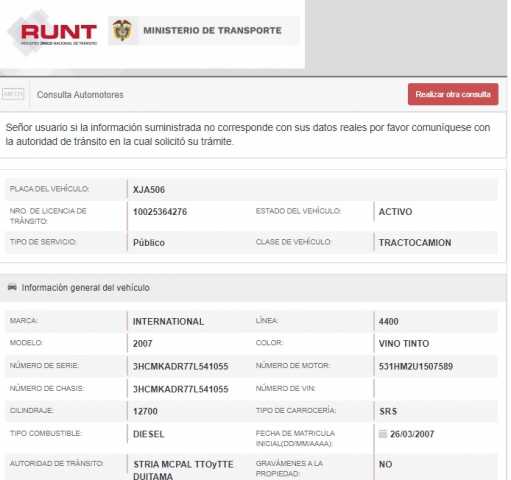 RUNT
REGISTRO ÚNICO NACIONAL DE TRÁNSITO
MINISTERIO DE TRANSPORTE
Consulta Automotores
Realizar otra consulta
Señor usuario si la información suministrada no corresponde con sus datos reales por favor comuníquese con
la autoridad de tránsito en la cual solicitó su trámite.
PLACA DEL VEHÍCULO: XJA506
NRO. DE LICENCIA DE TRÁNSITO: 10025364276 ESTADO DEL VEHÍCULO: ACTIVO
TIPO DE SERVICIO: Público CLASE DE VEHÍCULO: TRACTOCAMION
Información general del vehículo
MARCA: INTERNATIONAL LÍNEA: 4400
MODELO: 2007 COLOR: VINO TINTO
NÚMERO DE SERIE: 3HCMKADR77L541055 NÚMERO DE MOTOR: 531HM2U1507589
NÚMERO DE CHASIS: 3HCMKADR77L541055 NÚMERO DE VIN:
CILINDRAJE: 12700 TIPO DE CARROCERÍA: SRS
TIPO COMBUSTIBLE: DIESEL FECHA DE MATRICULA INICIAL(DD/MM/AAAA): 26/03/2007
AUTORIDAD DE TRÁNSITO: STRIA MCPAL TTOyTTE DUITAMA GRAVÁMENES A LA PROPIEDAD: NO